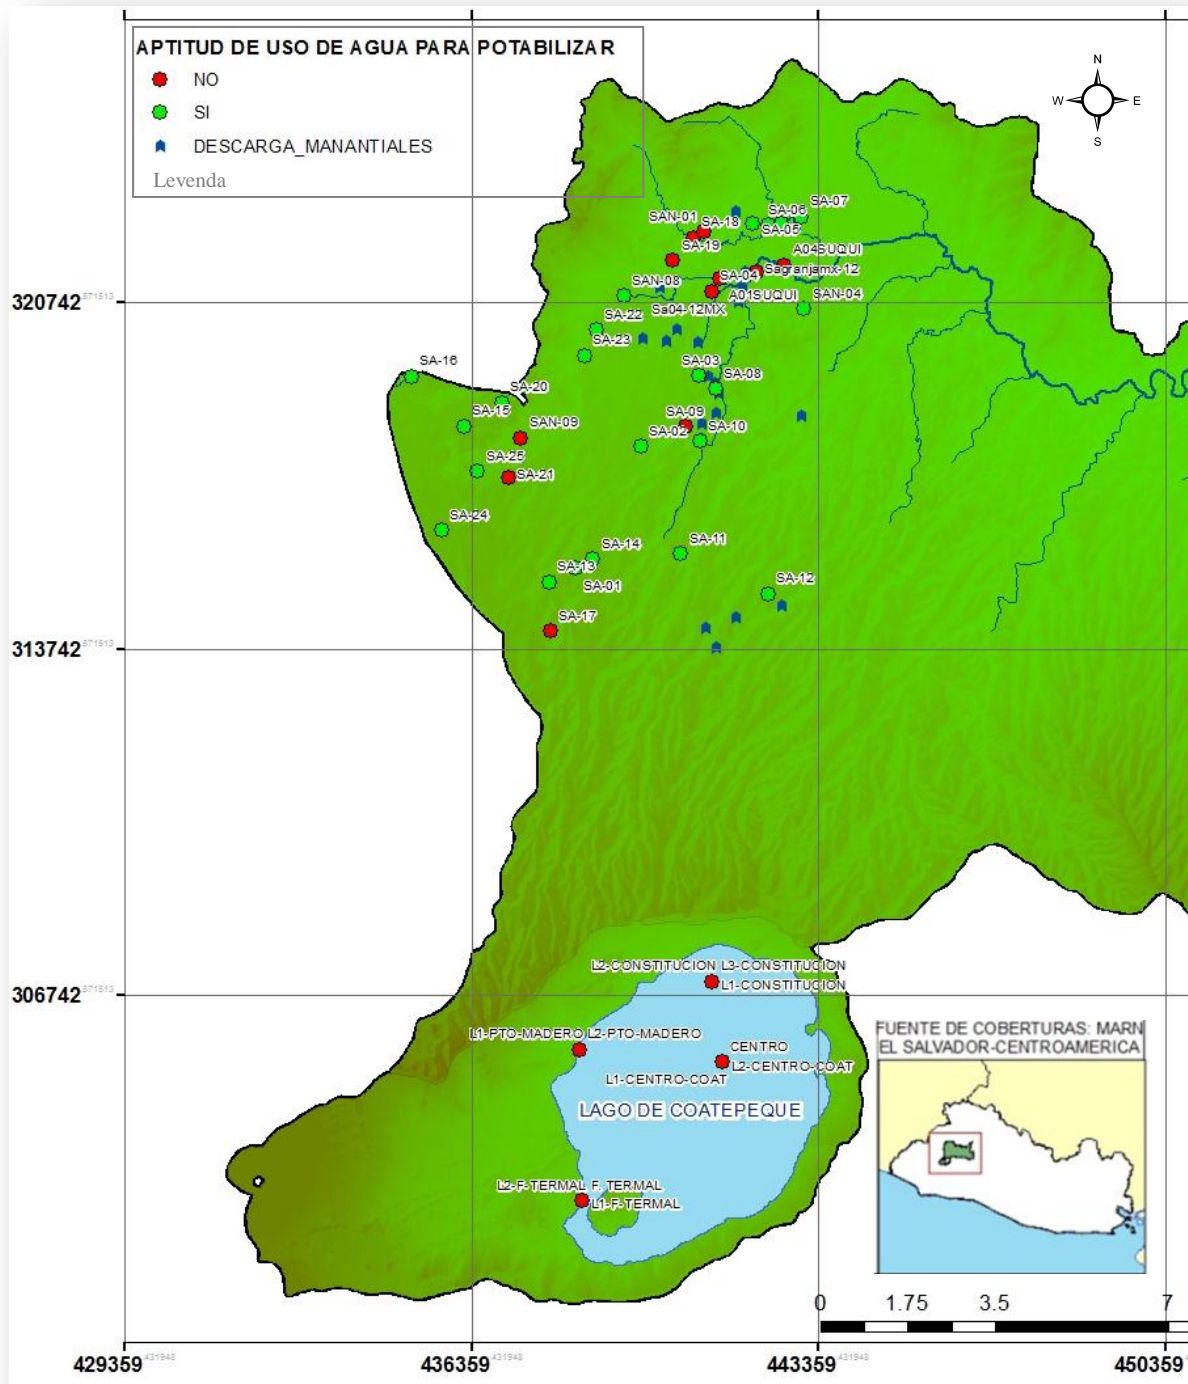 APTITUD DE USO DE AGUA PARA POTABILIZAR
NO
SI
DESCARGA_MANANTIALES
Leyenda
N
W
E
S
SA-07
SA-06
SAN-01
SA-18
SA-05
SA-19
A04SUQUI
Sagranjamx-12
SA-04
SAN-08
A01SUQUI
SAN-04
Sa04-12MX
SA-22
SA-23
SA-16
SA-03
SA-08
SA-20
SA-15
SAN-09
SA-09
SA-10
SA-02
SA-25
SA-21
SA-24
SA-14
SA-11
SA-13
SA-01
SA-12
SA-17
320742 571513
313742 571513
306742 571513
L2-CONSTITUCION L3-CONSTITUCION
L1-CONSTITUCION
L1-PTO-MADERO L2-PTO-MADERO
CENTRO
L2-CENTRO-COAT
L1-CENTRO-COAT
LAGO DE COATEPEQUE
L2-F-TERMAL F. TERMAL
L1-F-TERMAL
FUENTE DE COBERTURAS: MARN
EL SALVADOR-CENTROAMERICA
0 1.75 3.5 7
429359 431948
436359 431948
443359 431948
450359